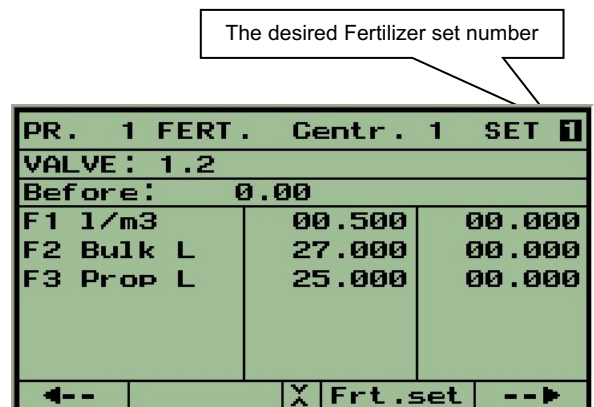 The desired Fertilizer set number
PR. 1 FERT. Centr. 1 SET 1
VALVE: 1.2
Before: 0.00
F1 l/m3 00.500 00.000
F2 Bulk L 27.000 00.000
F3 Prop L 25.000 00.000
◄-- X Frt.set --►